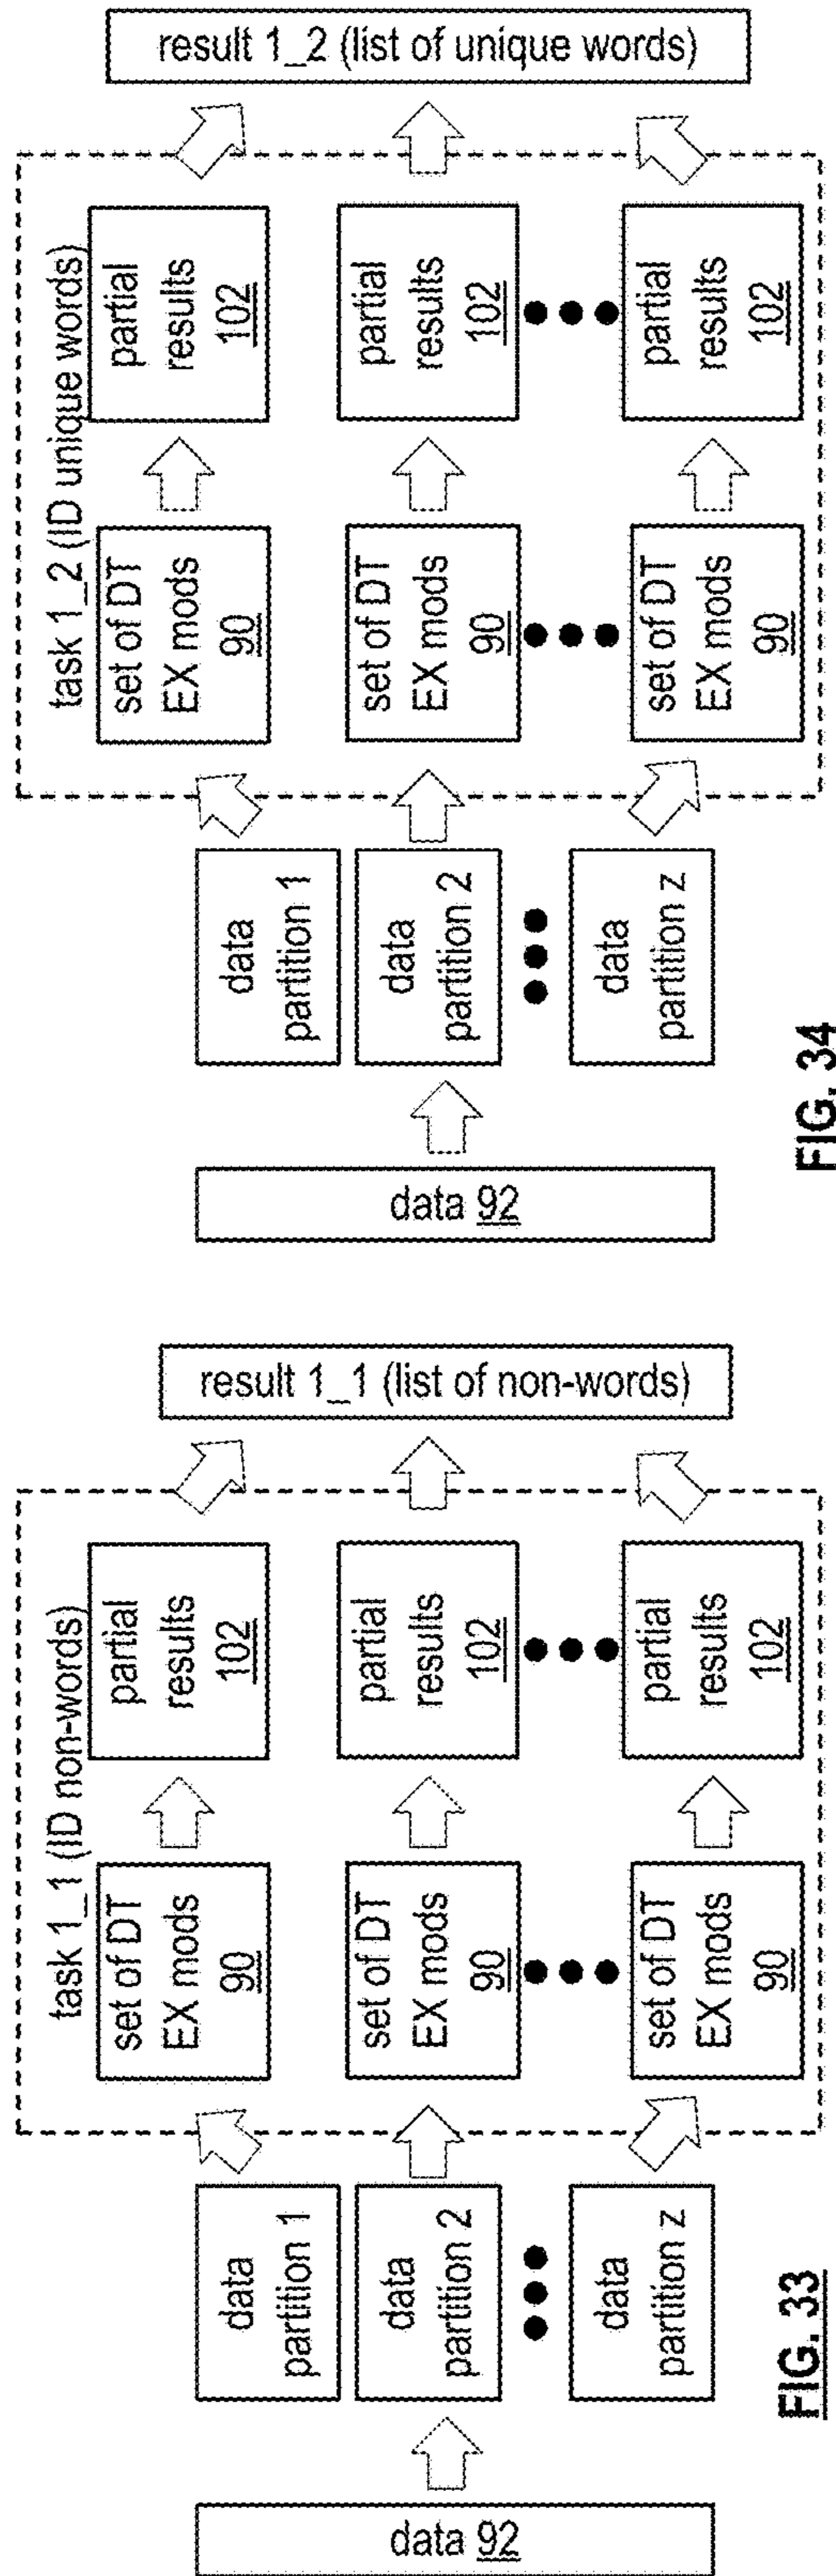 data 92
data
partition 1
data
partition 2
data
partition z
task 1_1 (ID non-words)
set of DT
EX mods
90
set of DT
EX mods
90
set of DT
EX mods
90
partial
results
102
partial
results
102
partial
results
102
result 1_1 (list of non-words)
FIG. 33
data 92
data
partition 1
data
partition 2
data
partition z
task 1_2 (ID unique words)
set of DT
EX mods
90
set of DT
EX mods
90
set of DT
EX mods
90
partial
results
102
partial
results
102
partial
results
102
result 1_2 (list of unique words)
FIG. 34